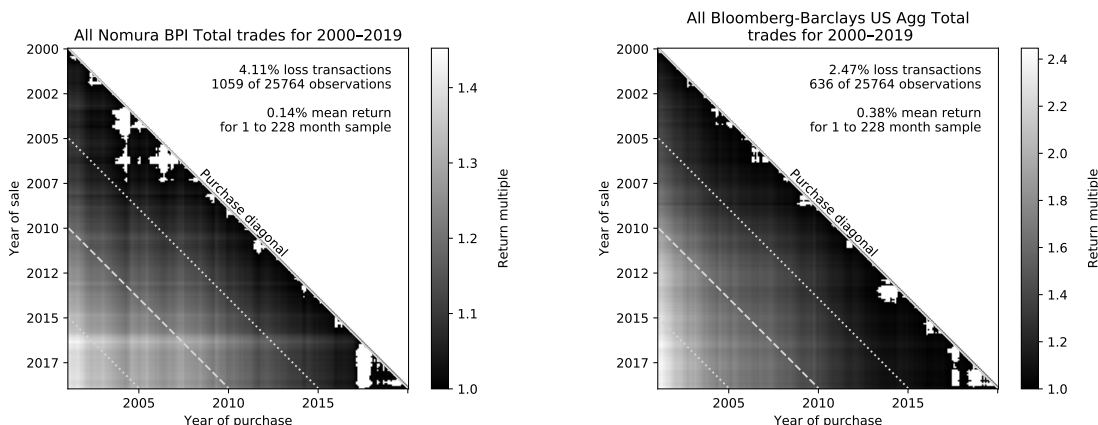 All Nomura BPI Total trades for 2000–2019
4.11% loss transactions
1059 of 25764 observations
0.14% mean return
for 1 to 228 month sample
Purchase diagonal
Year of sale
2000
2002
2005
2007
2010
2012
2015
2017
2005
2010
2015
Year of purchase
1.4
1.3
1.2
1.1
1.0
Return multiple
All Bloomberg-Barclays US Agg Total
trades for 2000–2019
2.47% loss transactions
636 of 25764 observations
0.38% mean return
for 1 to 228 month sample
Purchase diagonal
Year of sale
2000
2002
2005
2007
2010
2012
2015
2017
2005
2010
2015
Year of purchase
2.4
2.2
2.0
1.8
1.6
1.4
1.2
1.0
Return multiple